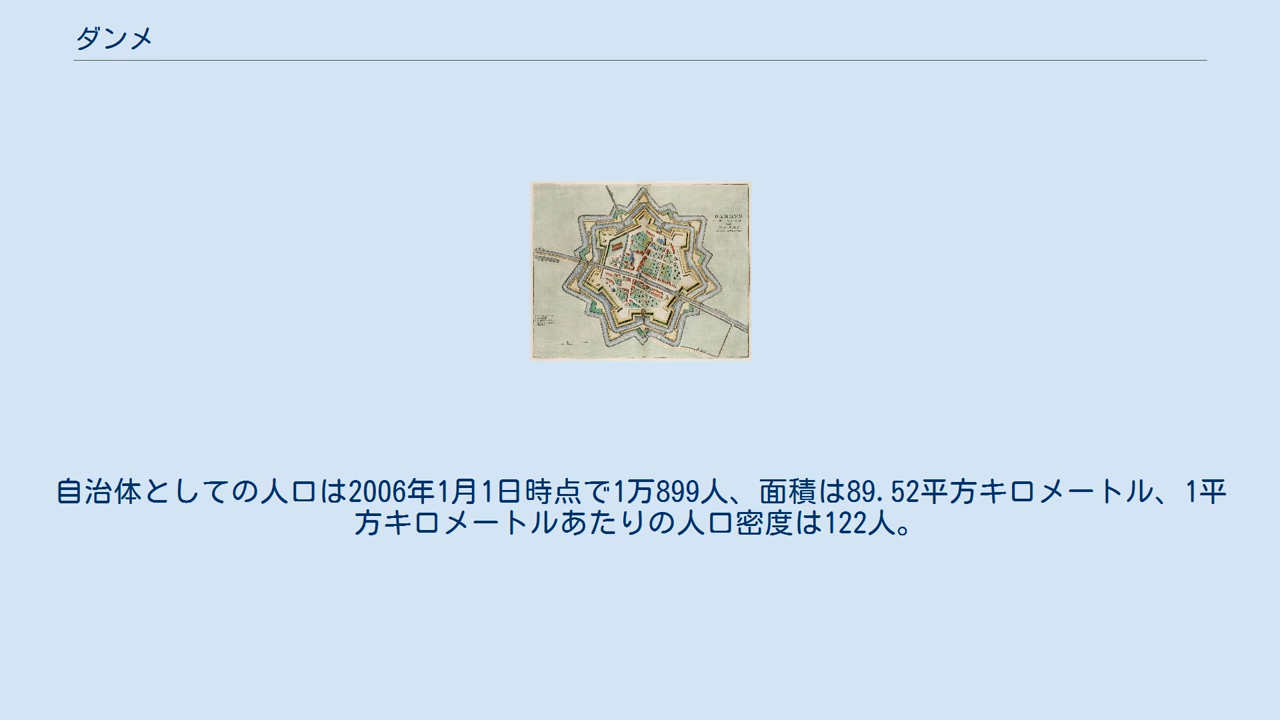 ダンメ
自治体としての人口は2006年1月1日時点で1万899人、面積は89.52平方キロメートル、1平
方キロメートルあたりの人口密度は122人。